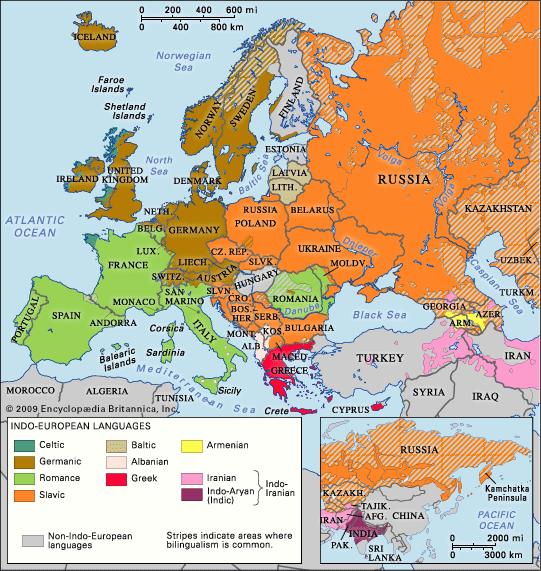 0 200 400 600 mi
0 200 400 600 km
ICELAND
Norwegian
Sea
Faroe
Islands
Shetland
Islands
NORWAY
SWEDEN
FINLAND
ESTONIA
North
Sea
Baltic Sea
LATVIA
LITH.
IRELAND
UNITED
KINGDOM
DENMARK
RUSSIA
Volga
Volga
RUSSIA
KAZAKHSTAN
ATLANTIC
OCEAN
NETH.
BELG.
GERMANY
POLAND
BELARUS
LUX.
FRANCE
LIECH.
CZ. REP.
SLVK.
UKRAINE
Dnieper
MOLDV.
UZBEK.
SWITZ.
AUSTRIA
HUNGARY
Caspian Sea
TURKM.
SAN
MARINO
MONACO
SLVN.
CRO.
BOS.
HER.
SERB.
ROMANIA
Danube
Black Sea
GEORGIA
ARM.
AZER.
PORTUGAL
SPAIN
ANDORRA
Corsica
ITALY
MONT.
KOS.
BULGARIA
Balearic
Islands
Sardinia
ALB.
MACED.
GREECE
TURKEY
IRAN
Mediterranean Sea
Sicily
MOROCCO
ALGERIA
TUNISIA
Crete
CYPRUS
SYRIA
IRAQ
© 2009 Encyclopædia Britannica, Inc.
INDO-EUROPEAN LANGUAGES
Celtic
Germanic
Romance
Slavic
Baltic
Albanian
Greek
Armenian
Iranian
Indo-Aryan
(Indic)
Indo-
Iranian
Non-Indo-European
languages
Stripes indicate areas where
bilingualism is common.
RUSSIA
Kamchatka
Peninsula
KAZAKH.
TAJIK.
AFG.
CHINA
IRAN
INDIA
PAK.
SRI
LANKA
PACIFIC
OCEAN
0 2000 mi
0 3000 km